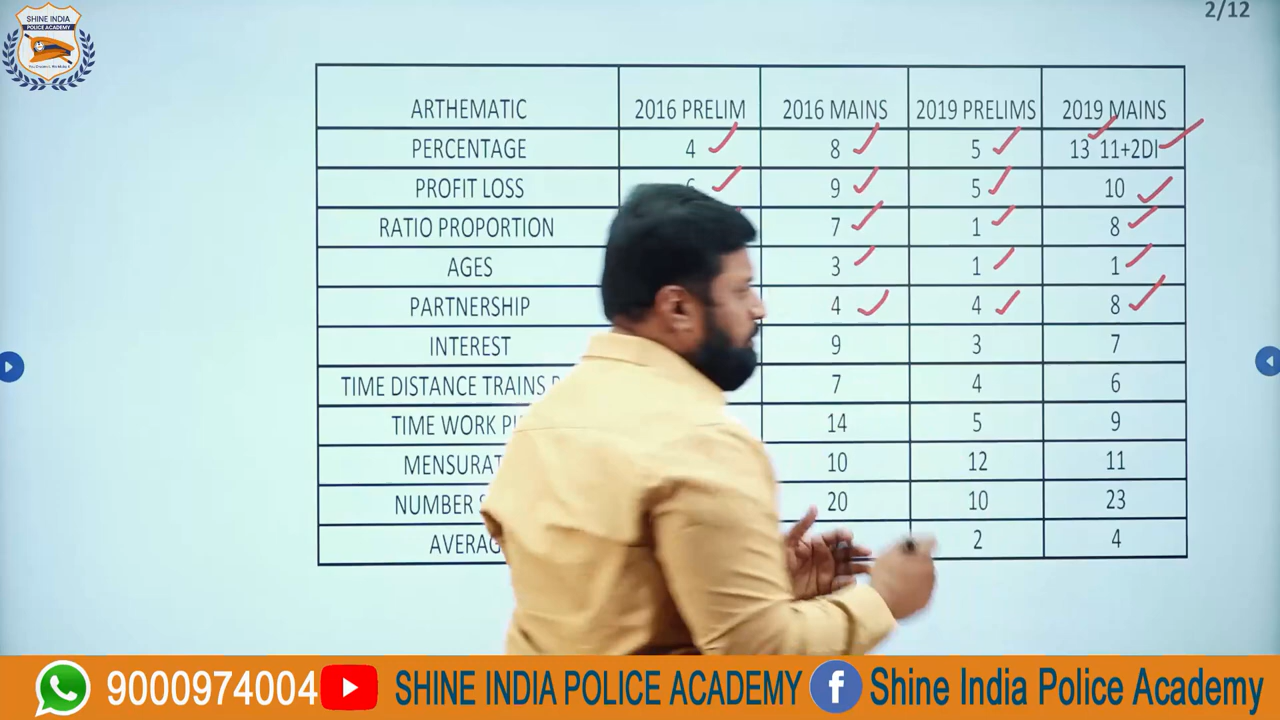 2/12
SHINE INDIA
POLICE ACADEMY
ARTHEMATIC 2016 PRELIM 2016 MAINS 2019 PRELIMS 2019 MAINS
PERCENTAGE 4 8 5 13 11+2DI
PROFIT LOSS 9 5 10
RATIO PROPORTION 7 1 8
AGES 3 1 1
PARTNERSHIP 4 4 8
INTEREST 9 3 7
TIME DISTANCE TRAINS 7 4 6
TIME WORK 14 5 9
10 12 11
NUMBER 20 10 23
2 4
9000974004 SHINE INDIA POLICE ACADEMY Shine India Police Academy